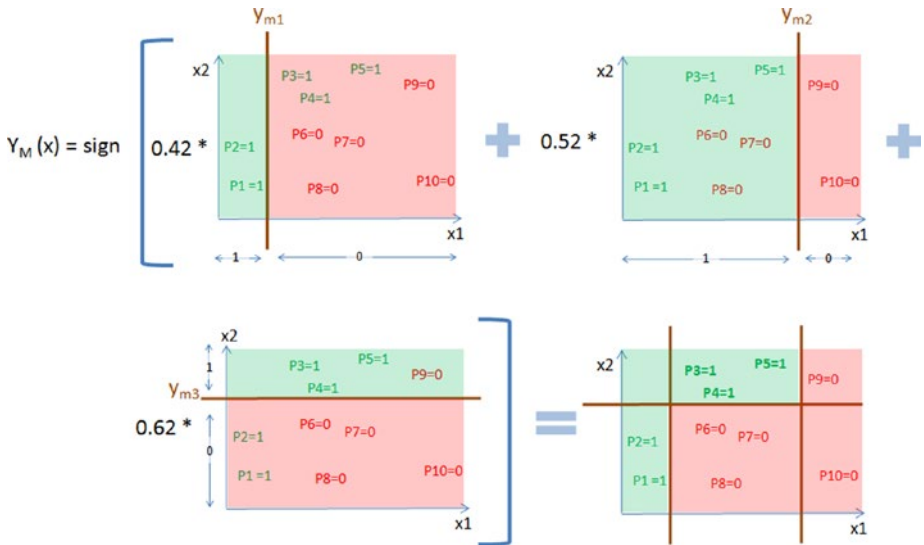 y_m1
y_m2
x2
P3=1
P5=1
P4=1
P9=0
P6=0
P7=0
P2=1
P1 =1
P8=0
P10=0
x1
1
0
Y_M (x) = sign
0.42 *
0.52 *
x2
P3=1
P5=1
P4=1
P9=0
P6=0
P7=0
P2=1
P1 =1
P8=0
P10=0
x1
1
0
x2
1
y_m3
0.62 *
0
P3=1
P5=1
P4=1
P9=0
P6=0
P7=0
P2=1
P1 =1
P8=0
P10=0
x1
x2
P3=1
P5=1
P4=1
P9=0
P6=0
P7=0
P2=1
P1 =1
P8=0
P10=0
x1